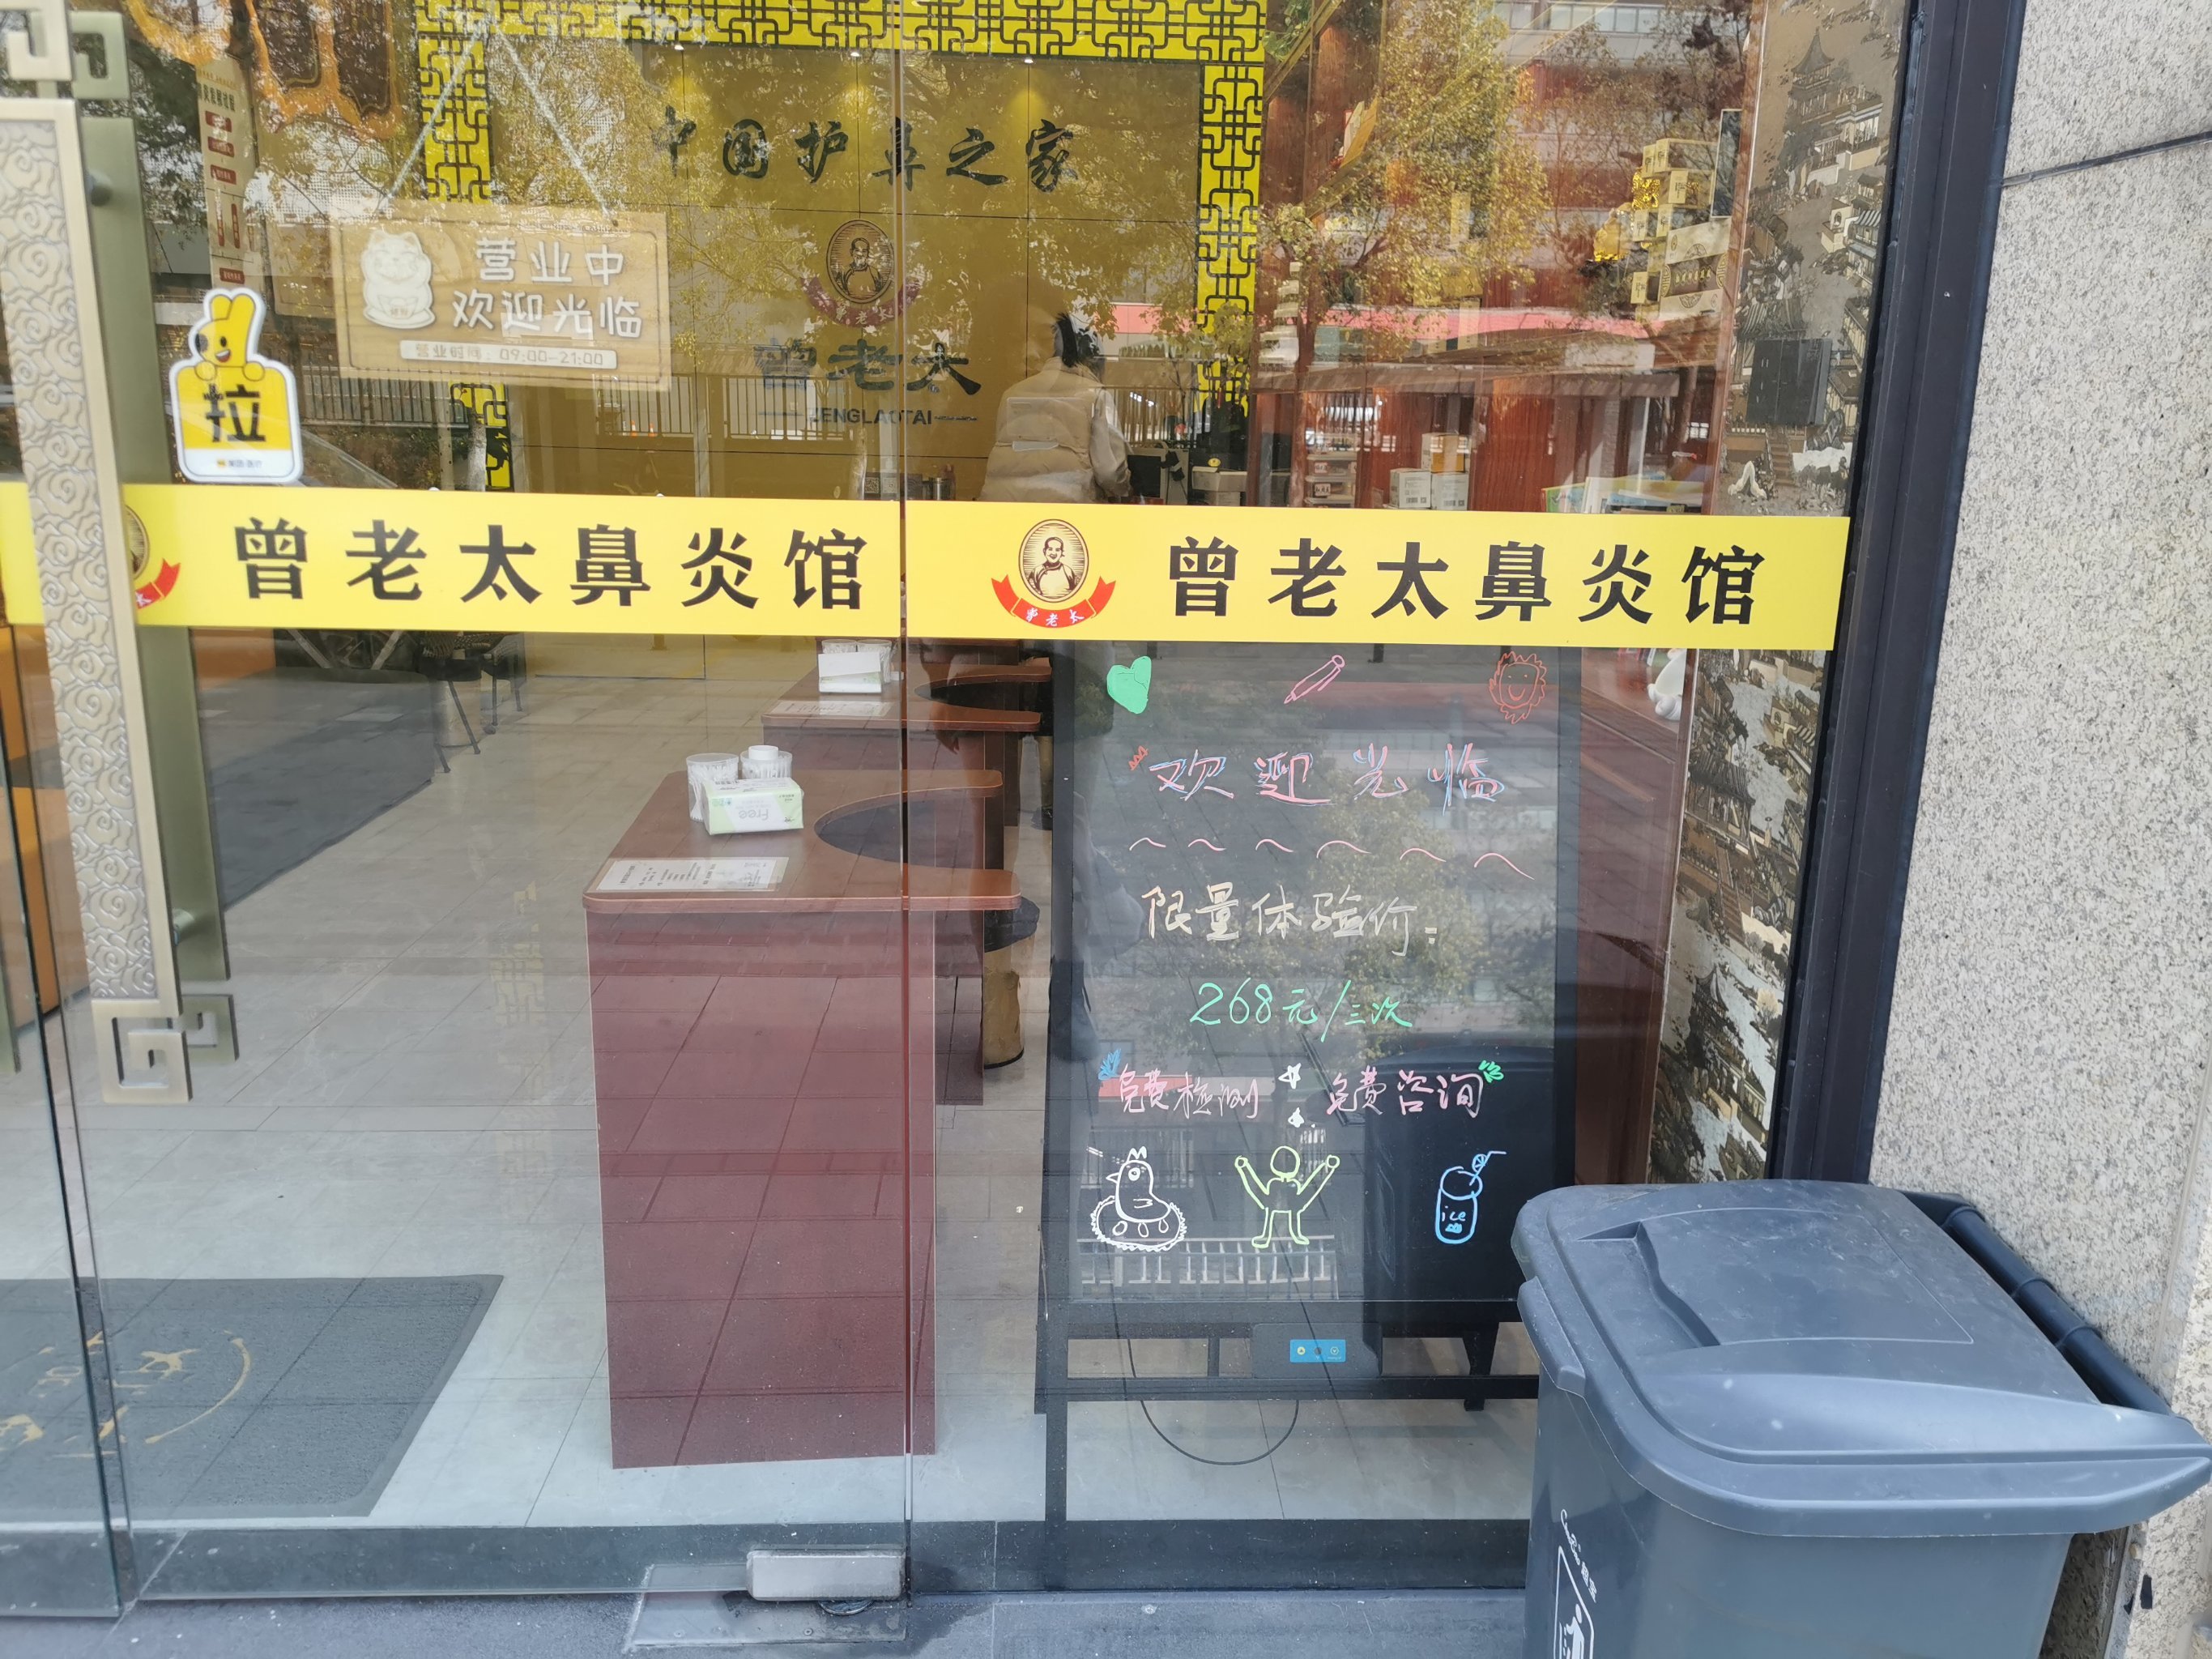 中国护鼻之家
营业中
欢迎光临
营业时间：09:00-21:00
曾老太
曾老太
ZENGLAOTAI
拉
曾老太鼻炎馆
曾老太鼻炎馆
曾老太
欢迎光临
限量体验价：
268元/三次
免费检测 免费咨询
ice
Free